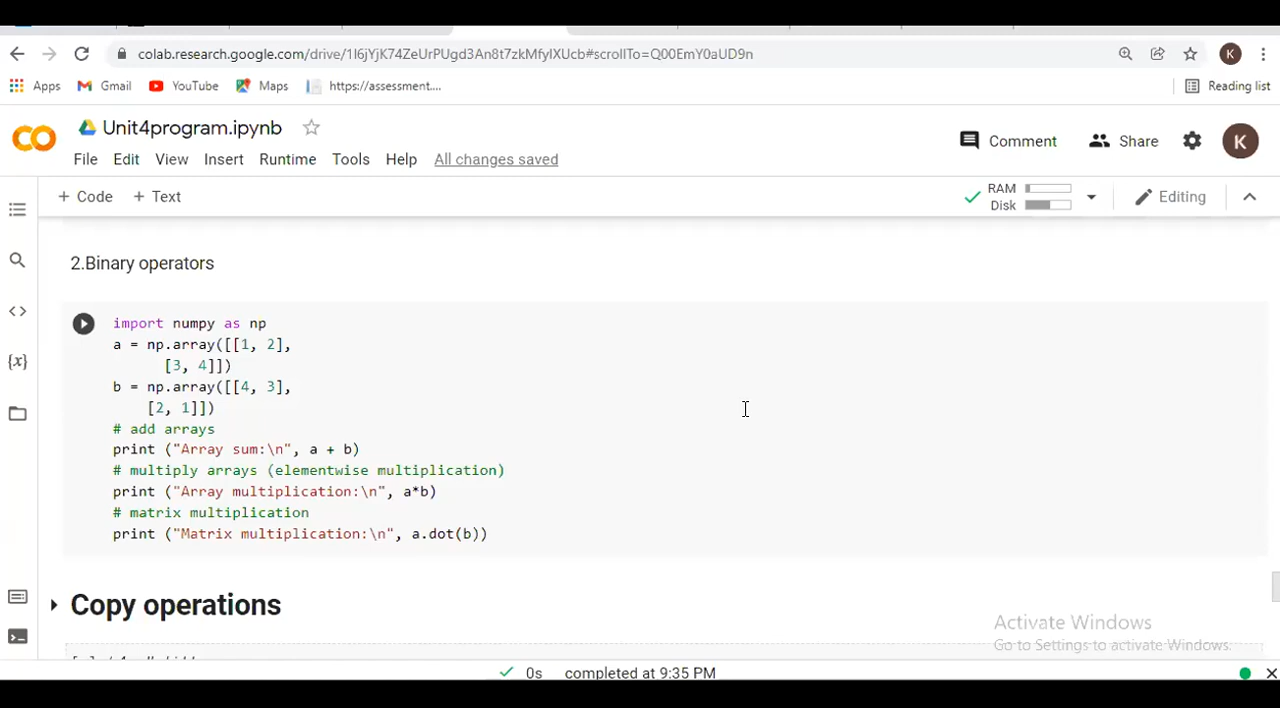 colab.research.google.com/drive/1I6jYjK74ZeUrPUgd3An8t7zkMfyIXUcb#scrollTo=Q00EmY0aUD9n
K
Apps Gmail YouTube Maps https://assessment.... Reading list
CO Unit4program.ipynb
Comment Share K
File Edit View Insert Runtime Tools Help All changes saved
+ Code + Text RAM Disk Editing
2.Binary operators
import numpy as np
a = np.array([[1, 2],
[3, 4]])
b = np.array([[4, 3],
[2, 1]])
# add arrays
print ("Array sum:\n", a + b)
# multiply arrays (elementwise multiplication)
print ("Array multiplication:\n", a*b)
# matrix multiplication
print ("Matrix multiplication:\n", a.dot(b))
{x}
Copy operations
Activate Windows
Go to Settings to activate Windows.
0s completed at 9:35 PM